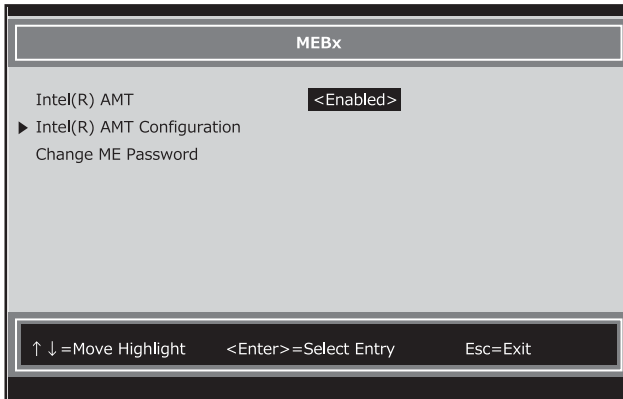 MEBx
Intel(R) AMT <Enabled>
▶ Intel(R) AMT Configuration
Change ME Password
↑↓=Move Highlight <Enter>=Select Entry Esc=Exit